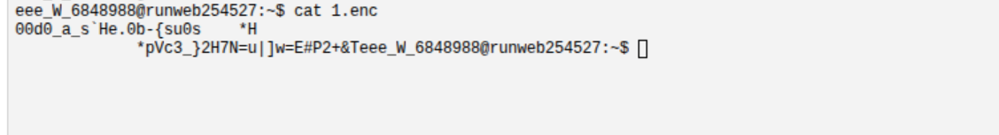 eee_W_6848988@runweb254527:~$ cat 1.enc
00d0_a_s`He.0b-{su0s    *H
*pVc3_}2H7N=u|]w=E#P2+&Teee_W_6848988@runweb254527:~$